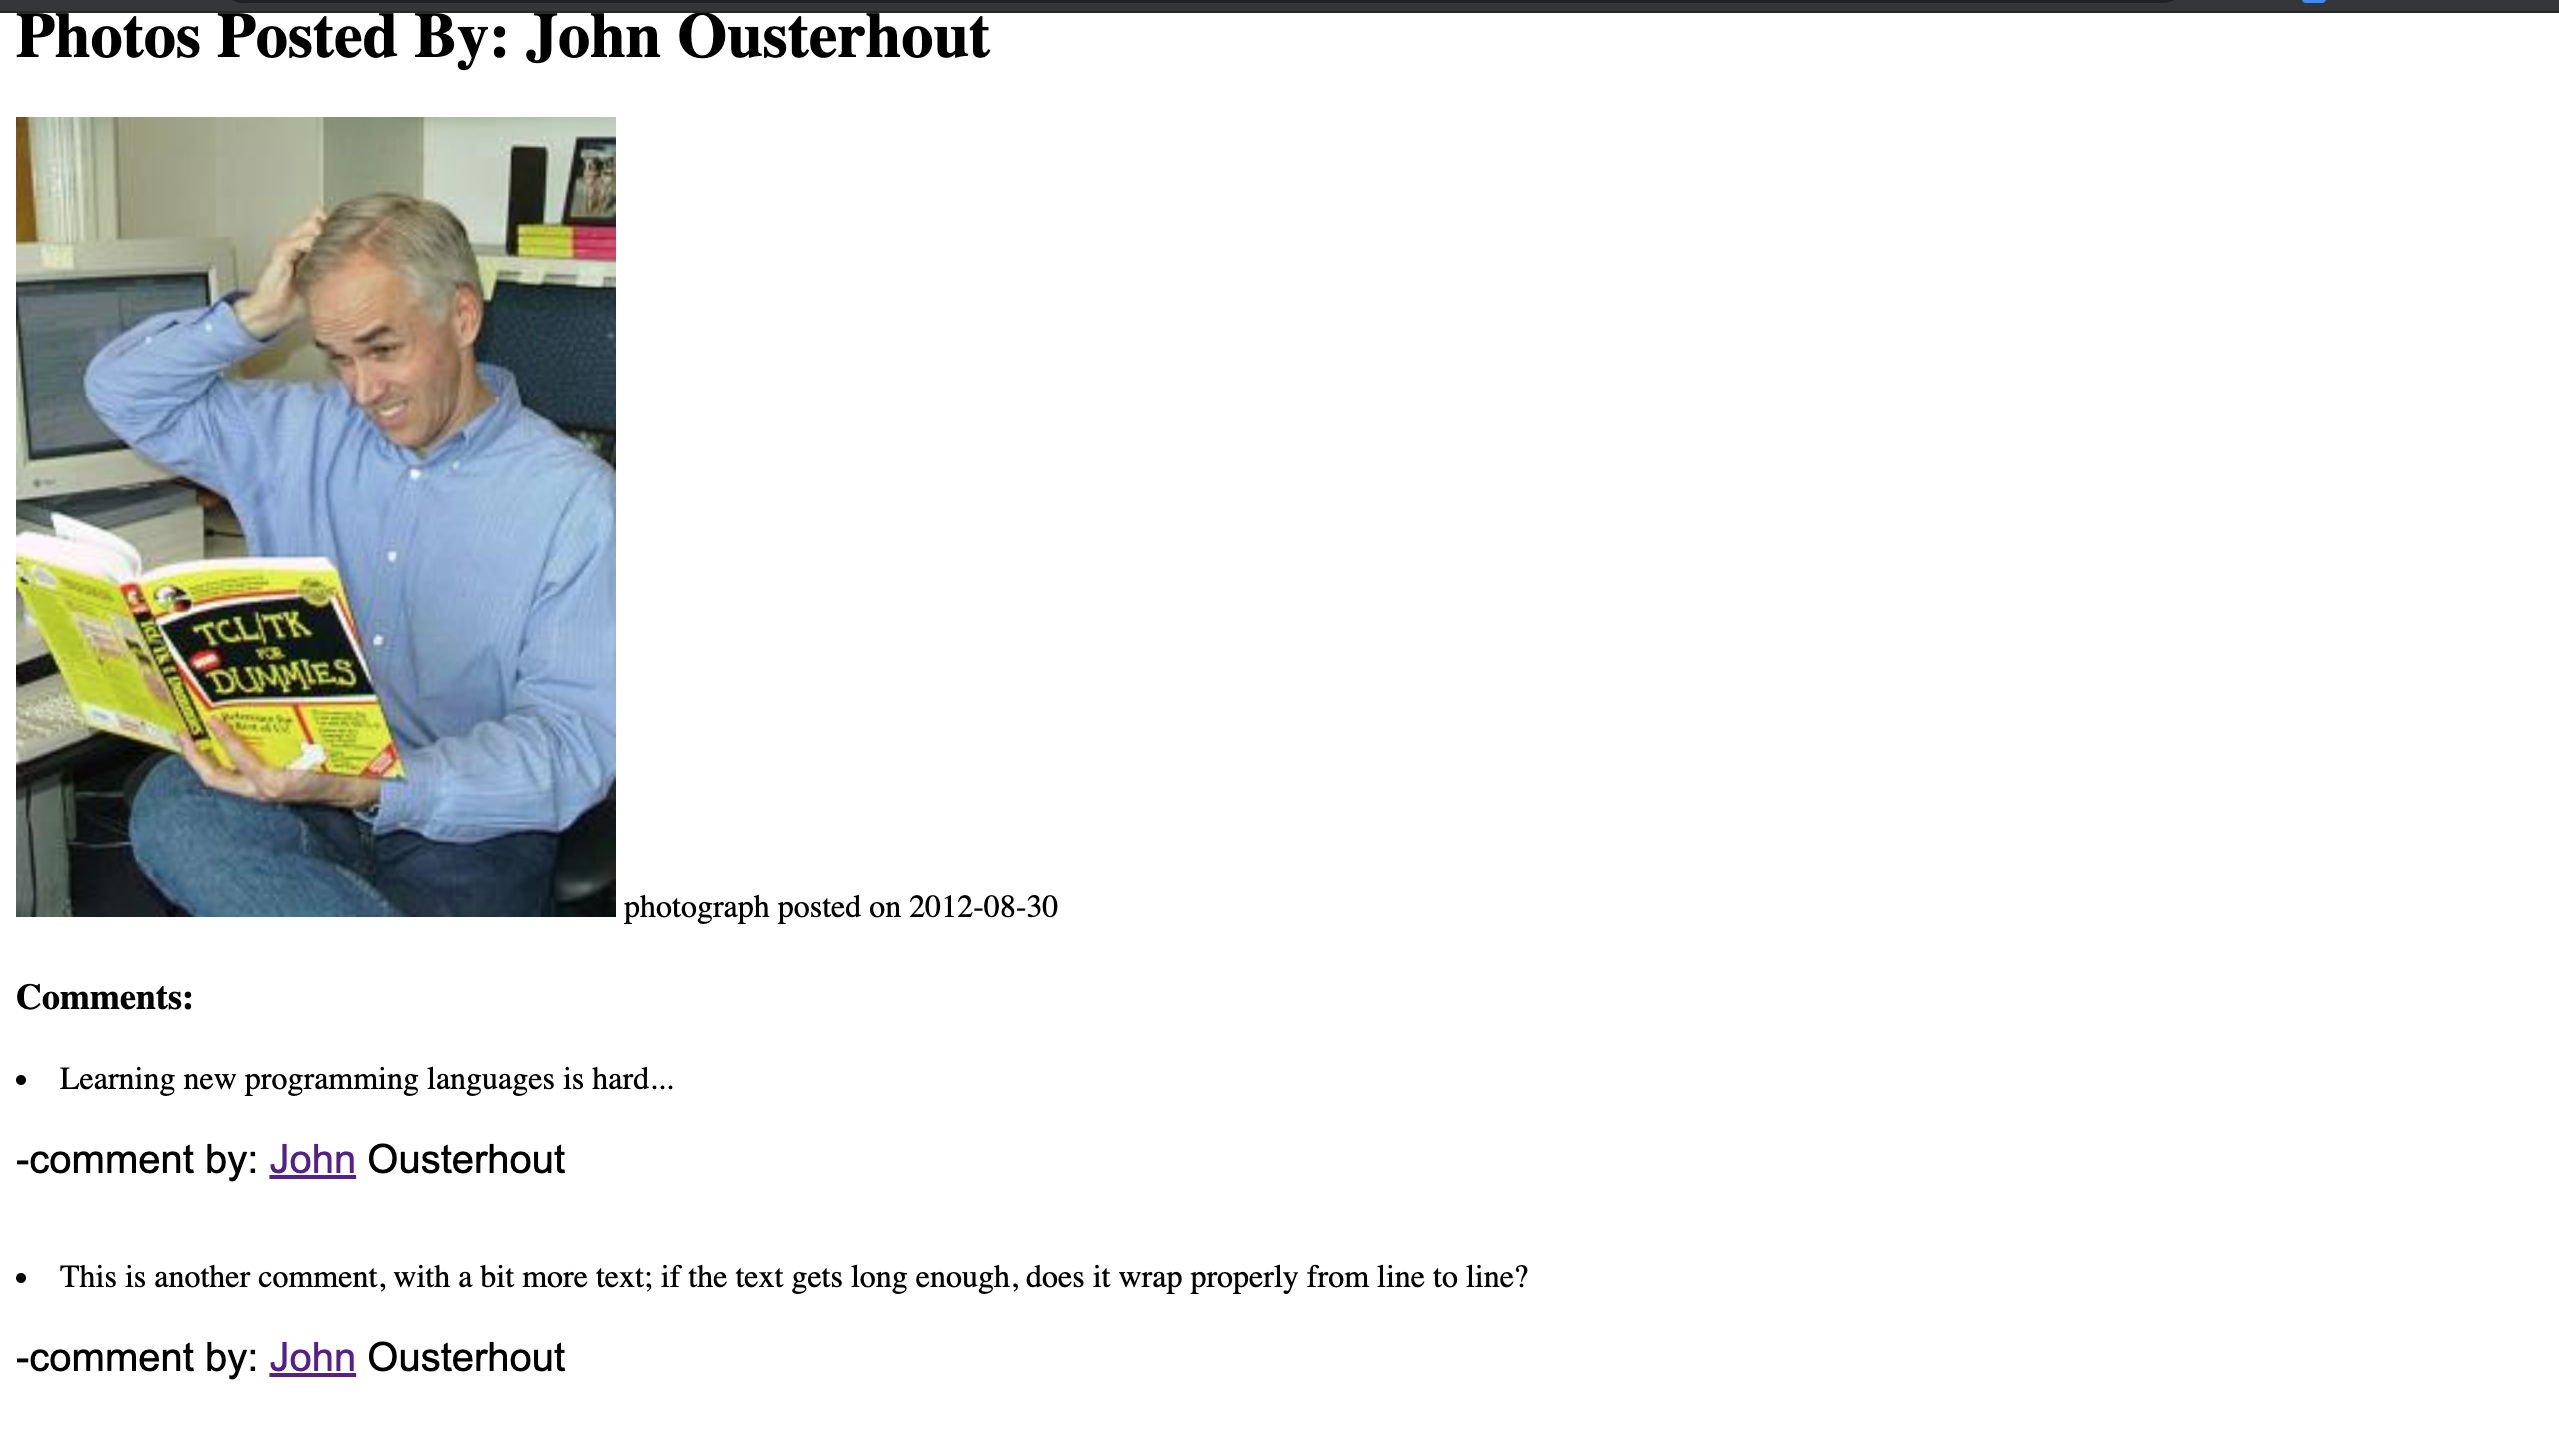 Photos Posted By: John Ousterhout
TCL/TK
FOR
DUMMIES
photograph posted on 2012-08-30
Comments:
• Learning new programming languages is hard...
-comment by: John Ousterhout
• This is another comment, with a bit more text; if the text gets long enough, does it wrap properly from line to line?
-comment by: John Ousterhout